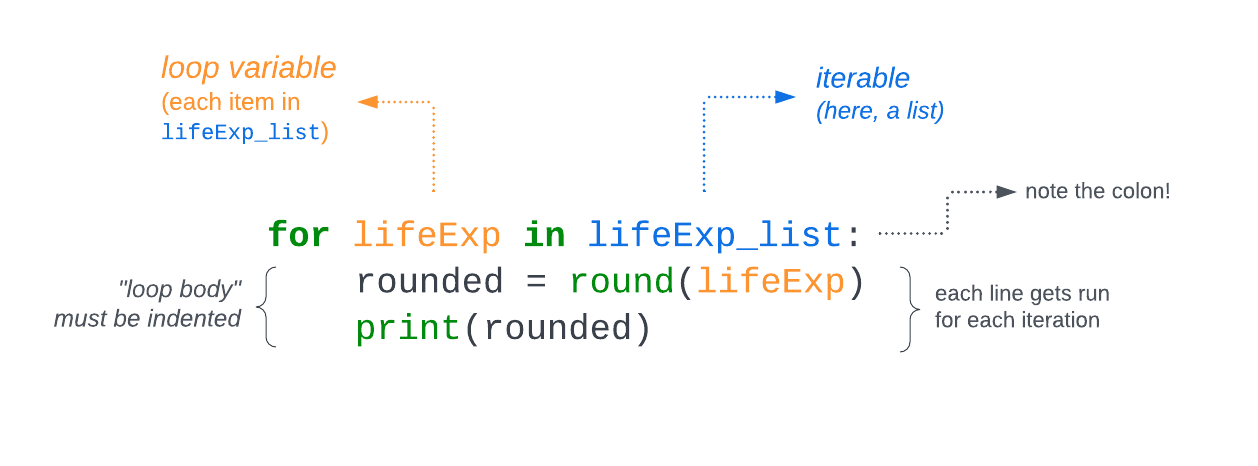 loop variable
(each item in
lifeExp_list)
iterable
(here, a list)
note the colon!
for lifeExp in lifeExp_list:
rounded = round(lifeExp)
print(rounded)
"loop body"
must be indented
each line gets run
for each iteration